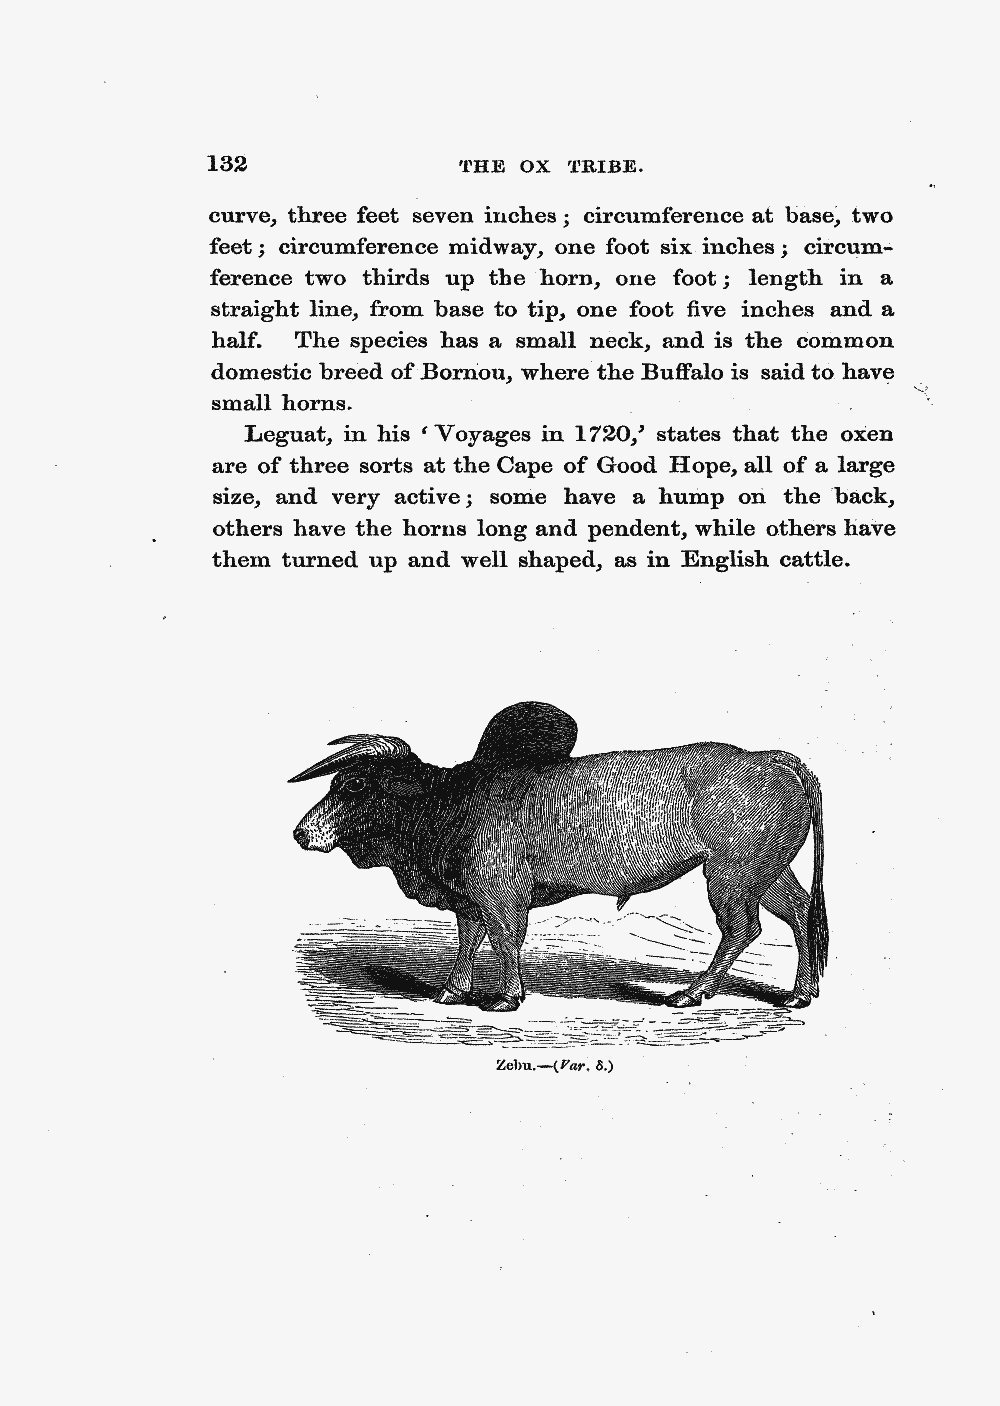 132 THE OX TRIBE.
curve, three feet seven inches; circumference at base, two
feet; circumference midway, one foot six inches; circum-
ference two thirds up the horn, one foot; length in a
straight line, from base to tip, one foot five inches and a
half. The species has a small neck, and is the common
domestic breed of Bornou, where the Buffalo is said to have
small horns.
Leguat, in his ‘Voyages in 1720,’ states that the oxen
are of three sorts at the Cape of Good Hope, all of a large
size, and very active; some have a hump on the back,
others have the horns long and pendent, while others have
them turned up and well shaped, as in English cattle.
Zebu.—(Var. δ.)